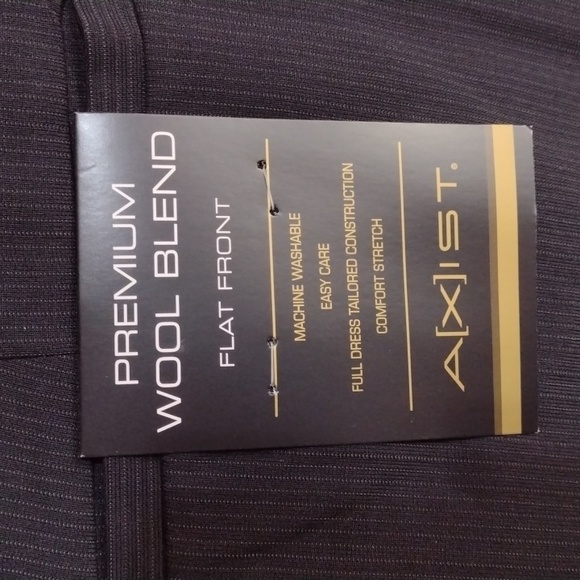 PREMIUM
WOOL BLEND
FLAT FRONT
MACHINE WASHABLE
EASY CARE
FULL DRESS TAILORED CONSTRUCTION
COMFORT STRETCH
A[X]IST.